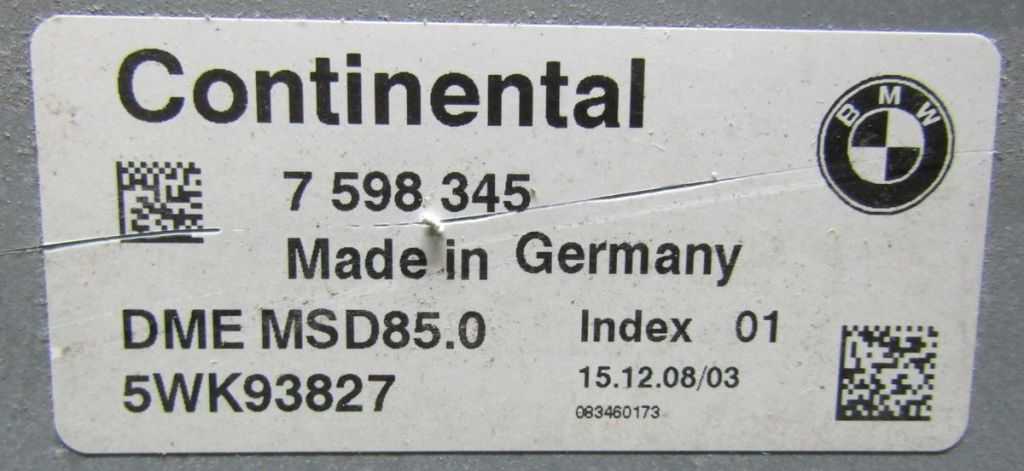 Continental
BMW
7 598 345
Made in Germany
DME MSD85.0
Index 01
5WK93827
15.12.08/03
083460173